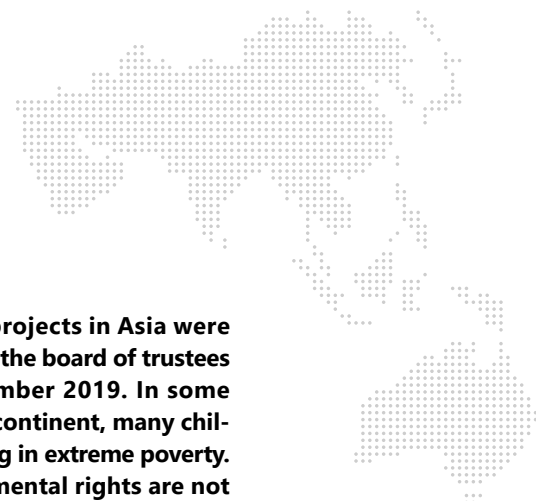 rojects in Asia were
the board of trustees
mber 2019. In some
continent, many chil-
g in extreme poverty.
mental rights are not